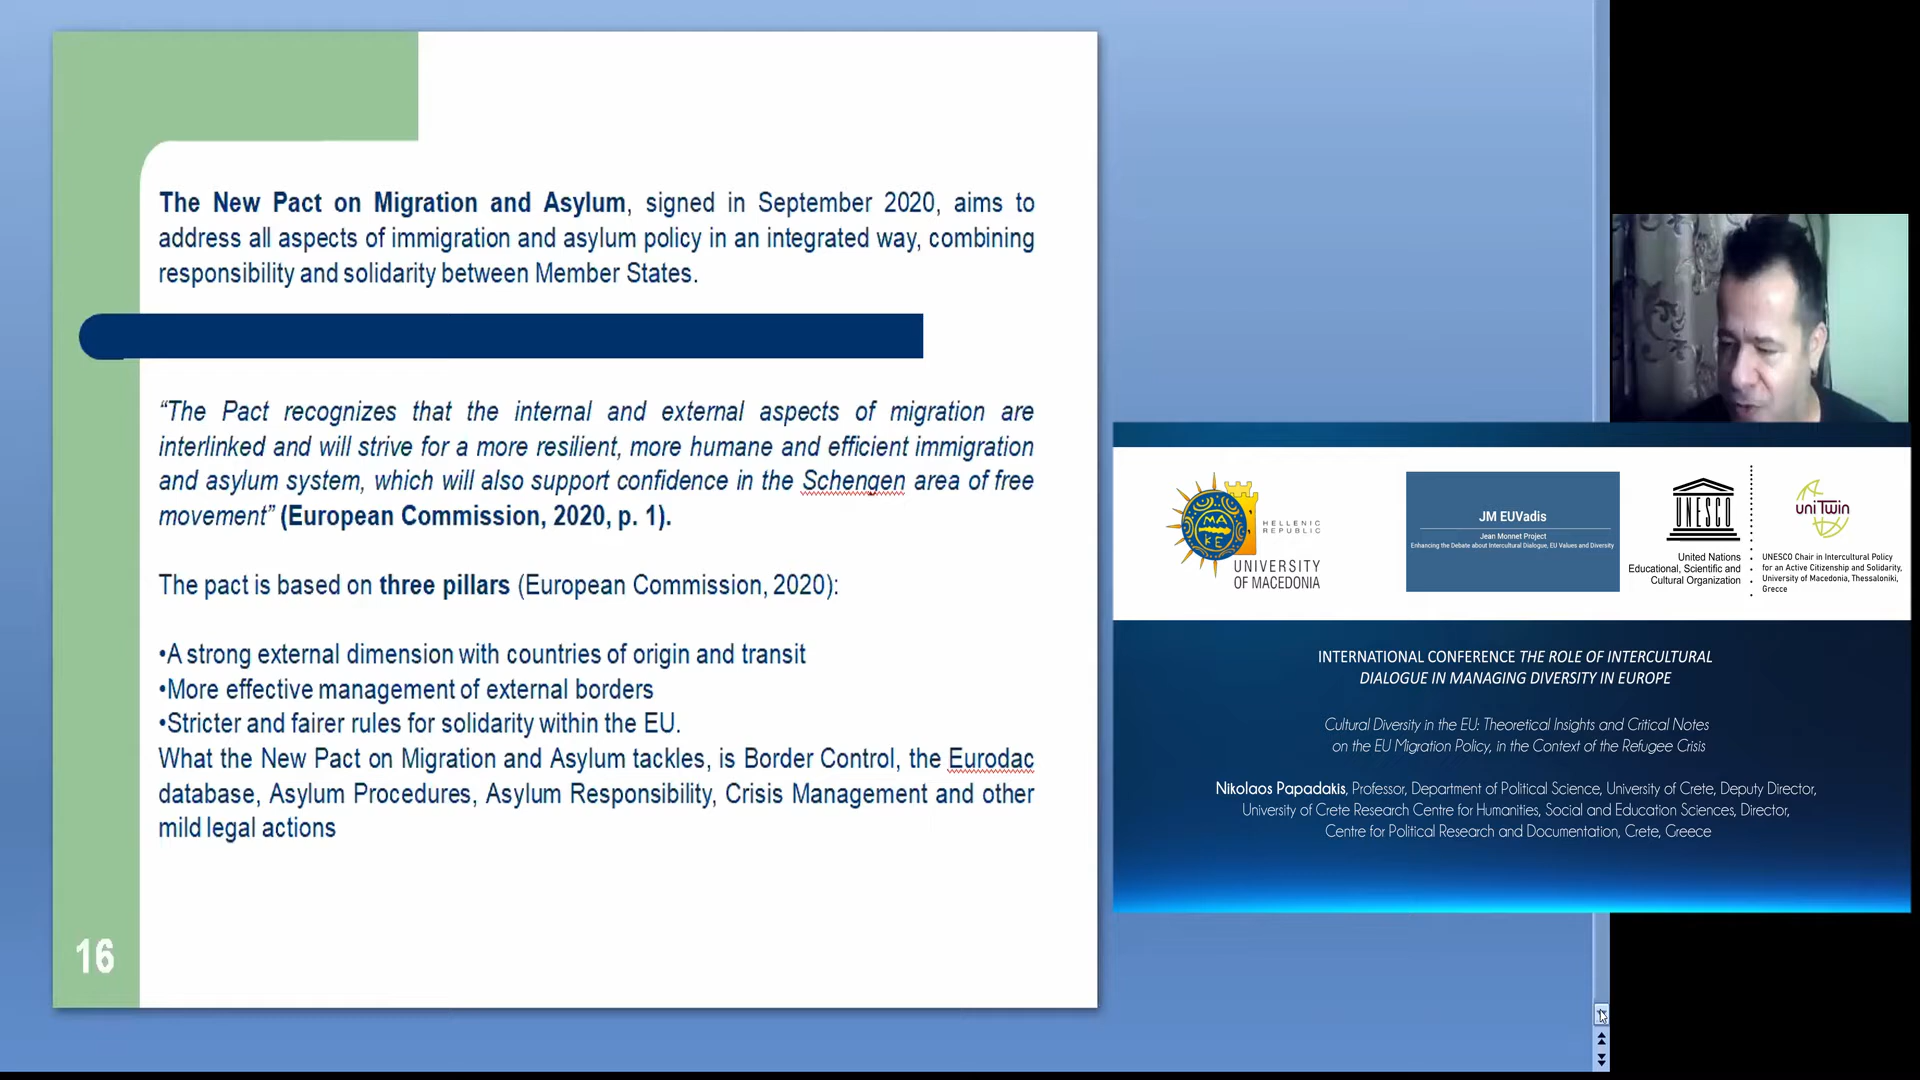 The New Pact on Migration and Asylum, signed in September 2020, aims to
address all aspects of immigration and asylum policy in an integrated way, combining
responsibility and solidarity between Member States.
“The Pact recognizes that the internal and external aspects of migration are
interlinked and will strive for a more resilient, more humane and efficient immigration
and asylum system, which will also support confidence in the Schengen area of free
movement” (European Commission, 2020, p. 1).
The pact is based on three pillars (European Commission, 2020):
•A strong external dimension with countries of origin and transit
•More effective management of external borders
•Stricter and fairer rules for solidarity within the EU.
What the New Pact on Migration and Asylum tackles, is Border Control, the Eurodac
database, Asylum Procedures, Asylum Responsibility, Crisis Management and other
mild legal actions
16
MA
KE
HELLENIC
REPUBLIC
UNIVERSITY
OF MACEDONIA
JM EUVadis
Jean Monnet Project
Enhancing the Debate about Intercultural Dialogue, EU Values and Diversity
UNESCO
United Nations
Educational, Scientific and
Cultural Organization
uniTwin
UNESCO Chair in Intercultural Policy
for an Active Citizenship and Solidarity,
University of Macedonia, Thessaloniki,
Greece
INTERNATIONAL CONFERENCE THE ROLE OF INTERCULTURAL
DIALOGUE IN MANAGING DIVERSITY IN EUROPE
Cultural Diversity in the EU: Theoretical Insights and Critical Notes
on the EU Migration Policy, in the Context of the Refugee Crisis
Nikolaos Papadakis, Professor, Department of Political Science, University of Crete, Deputy Director,
University of Crete Research Centre for Humanities, Social and Education Sciences, Director,
Centre for Political Research and Documentation, Crete, Greece